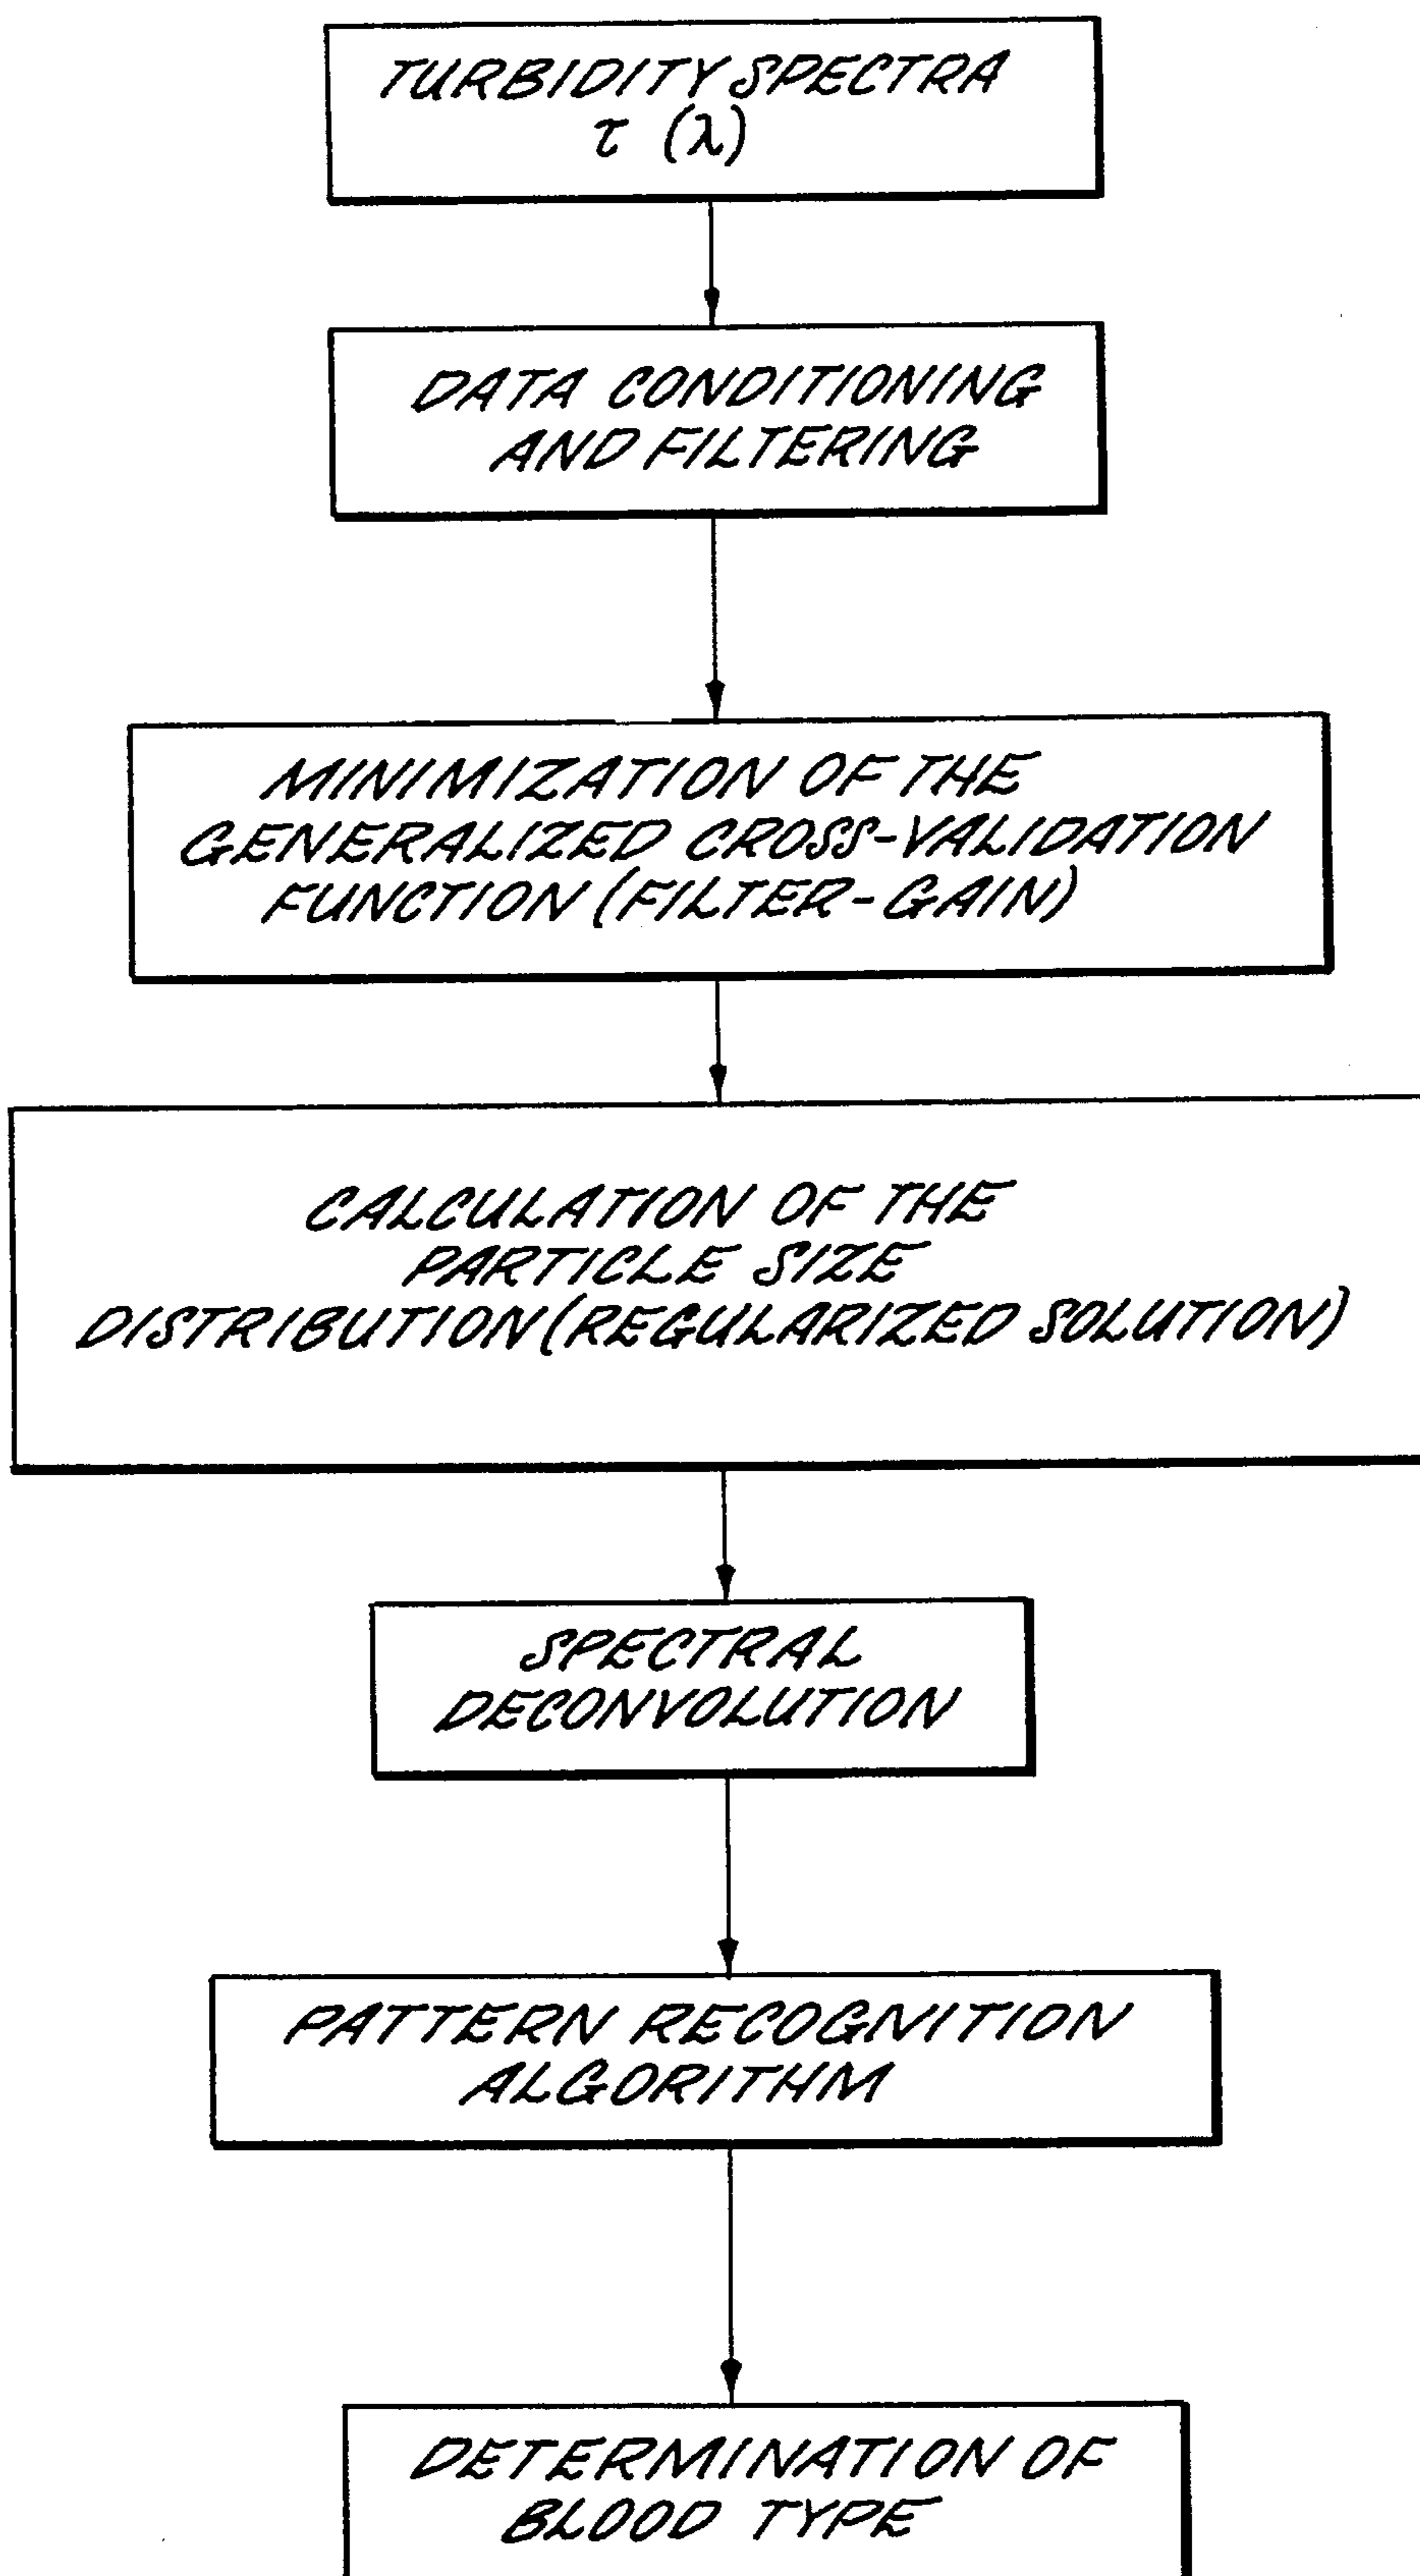 TURBIDITY SPECTRA
τ (λ)
DATA CONDITIONING
AND FILTERING
MINIMIZATION OF THE
GENERALIZED CROSS-VALIDATION
FUNCTION (FILTER-GAIN)
CALCULATION OF THE
PARTICLE SIZE
DISTRIBUTION (REGULARIZED SOLUTION)
SPECTRAL
DECONVOLUTION
PATTERN RECOGNITION
ALGORITHM
DETERMINATION OF
BLOOD TYPE